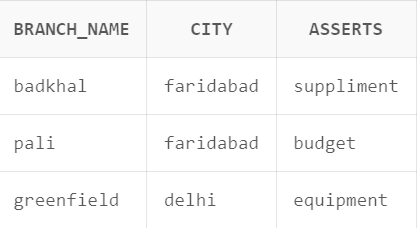 BRANCH_NAME CITY ASSERTS
badkhal faridabad suppliment
pali faridabad budget
greenfield delhi equipment